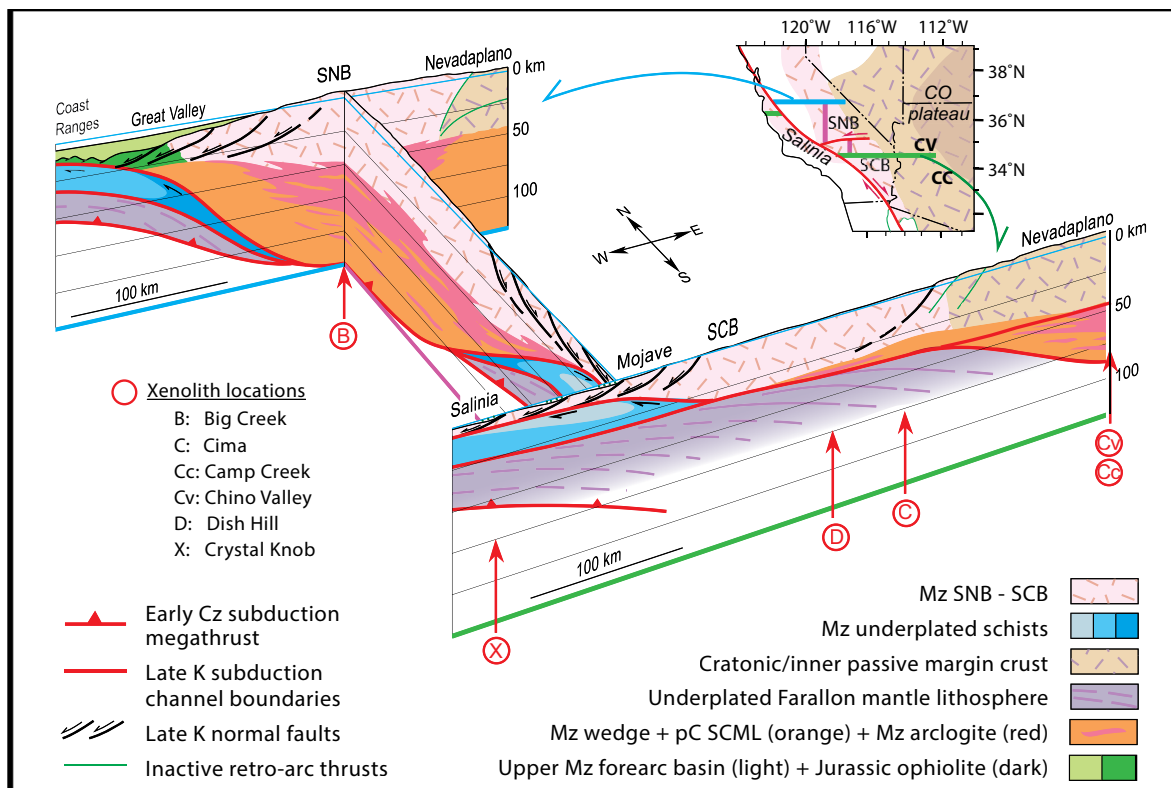 120°W 116°W 112°W
38°N
36°N
34°N
CO
plateau
SNB
Salinia
SCB
CV
CC
Coast
Ranges
Great Valley
SNB
Nevadaplano
0 km
50
100
100 km
B
N
E
W
S
Nevadaplano
0 km
50
100
SCB
Mojave
Salinia
100 km
X
D
C
Cv
Cc
Xenolith locations
B: Big Creek
C: Cima
Cc: Camp Creek
Cv: Chino Valley
D: Dish Hill
X: Crystal Knob
Early Cz subduction
megathrust
Late K subduction
channel boundaries
Late K normal faults
Inactive retro-arc thrusts
Mz SNB - SCB
Mz underplated schists
Cratonic/inner passive margin crust
Underplated Farallon mantle lithosphere
Mz wedge + pC SCML (orange) + Mz arclogite (red)
Upper Mz forearc basin (light) + Jurassic ophiolite (dark)